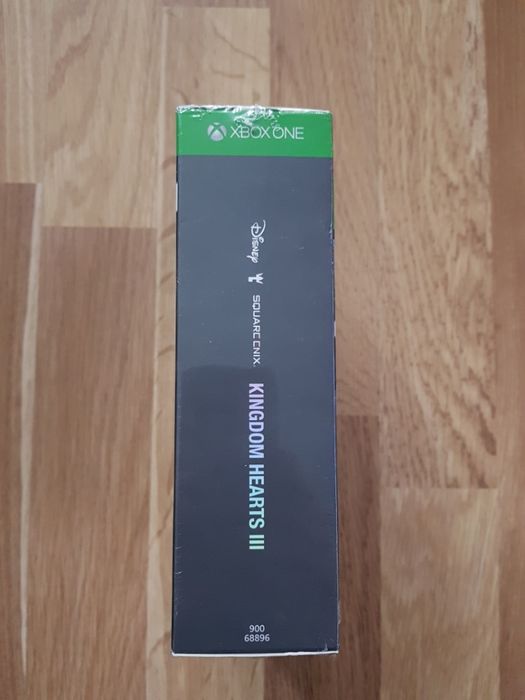 XBOX ONE
Disney
SQUARE ENIX.
KINGDOM HEARTS III
900
68896